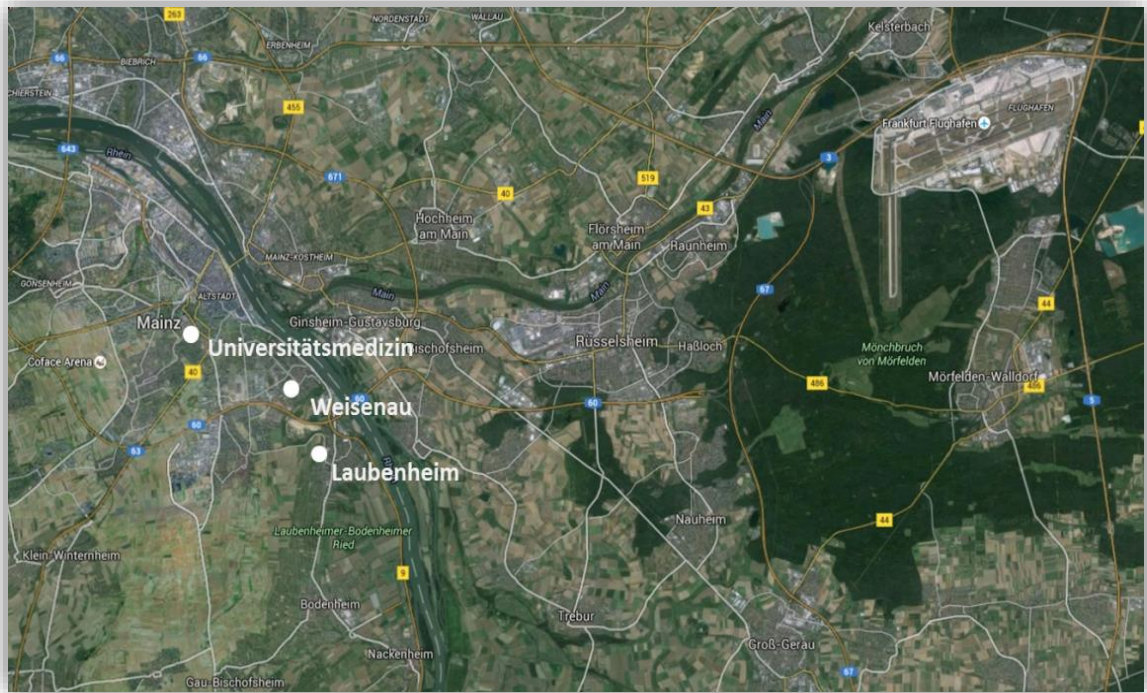 263
NORDENSTADT
WALLAU
Kelsterbach
66
BIEBRICH
66
ERBENHEIM
SCHIERSTEIN
455
Main
FLUGHAFEN
Frankfurt Flughafen
643
Rhein
671
40
519
3
43
Hochheim
am Main
Flörsheim
am Main
Raunheim
MAINZ-KOSTHEIM
GONSENHEIM
ALTSTADT
Main
Main
67
44
Mainz
Ginsheim-Gustavsburg
Universitätsmedizin
Bischofsheim
Rüsselsheim
Haßloch
Mönchbruch
von Mörfelden
Coface Arena
40
Mörfelden-Walldorf
486
486
Weisenau
60
60
5
60
63
Laubenheim
Laubenheimer-Bodenheimer
Ried
Nauheim
44
Klein-Winternheim
9
Bodenheim
Trebur
Groß-Gerau
Nackenheim
67
Gau-Bischofsheim